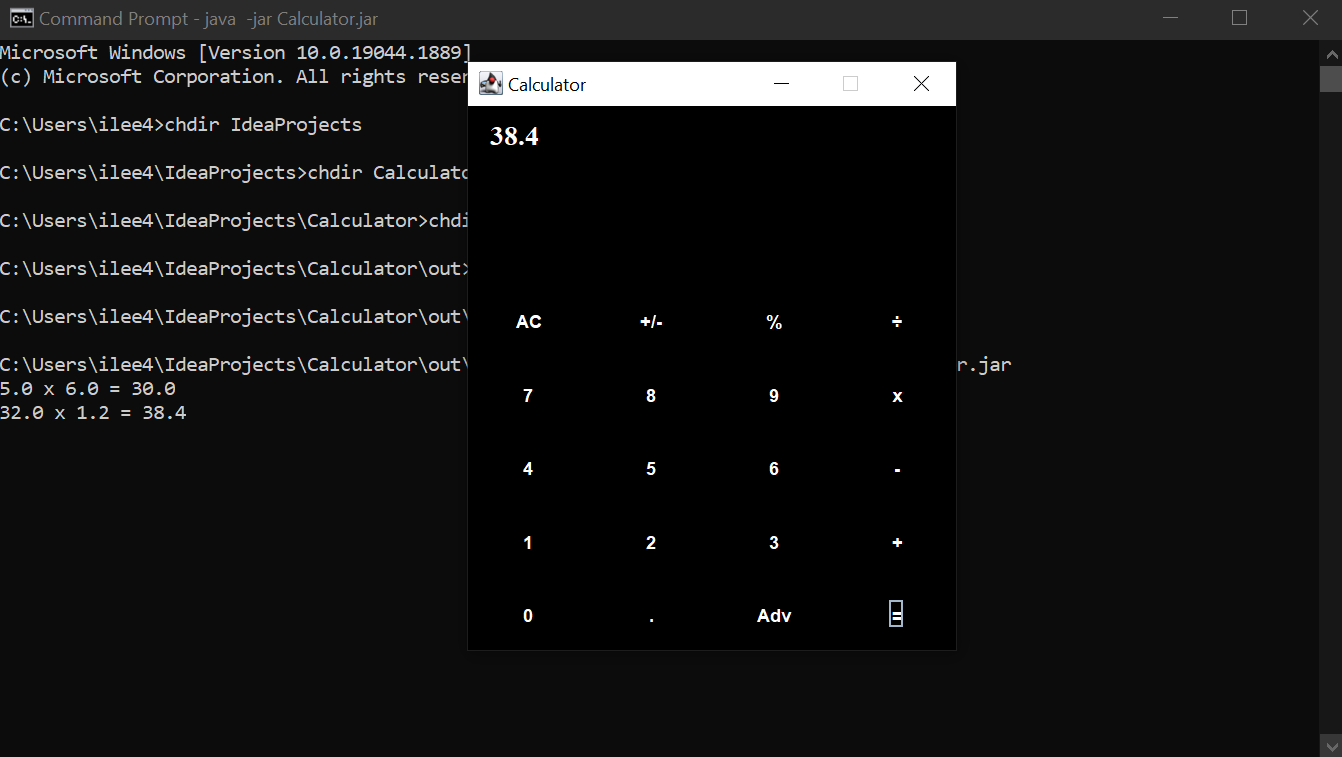 Command Prompt - java  -jar Calculator.jar
Microsoft Windows [Version 10.0.19044.1889]
(c) Microsoft Corporation. All rights
C:\Users\ilee4>chdir IdeaProjects
C:\Users\ilee4\IdeaProjects>chdir
C:\Users\ilee4\IdeaProjects\Calculator>
C:\Users\ilee4\IdeaProjects\Calculator\out>
C:\Users\ilee4\IdeaProjects\Calculator\out\
C:\Users\ilee4\IdeaProjects\Calculator\out\ r.jar
5.0 x 6.0 = 30.0
32.0 x 1.2 = 38.4
Calculator
38.4
AC +/- % ÷
7 8 9 x
4 5 6 -
1 2 3 +
0 . Adv =